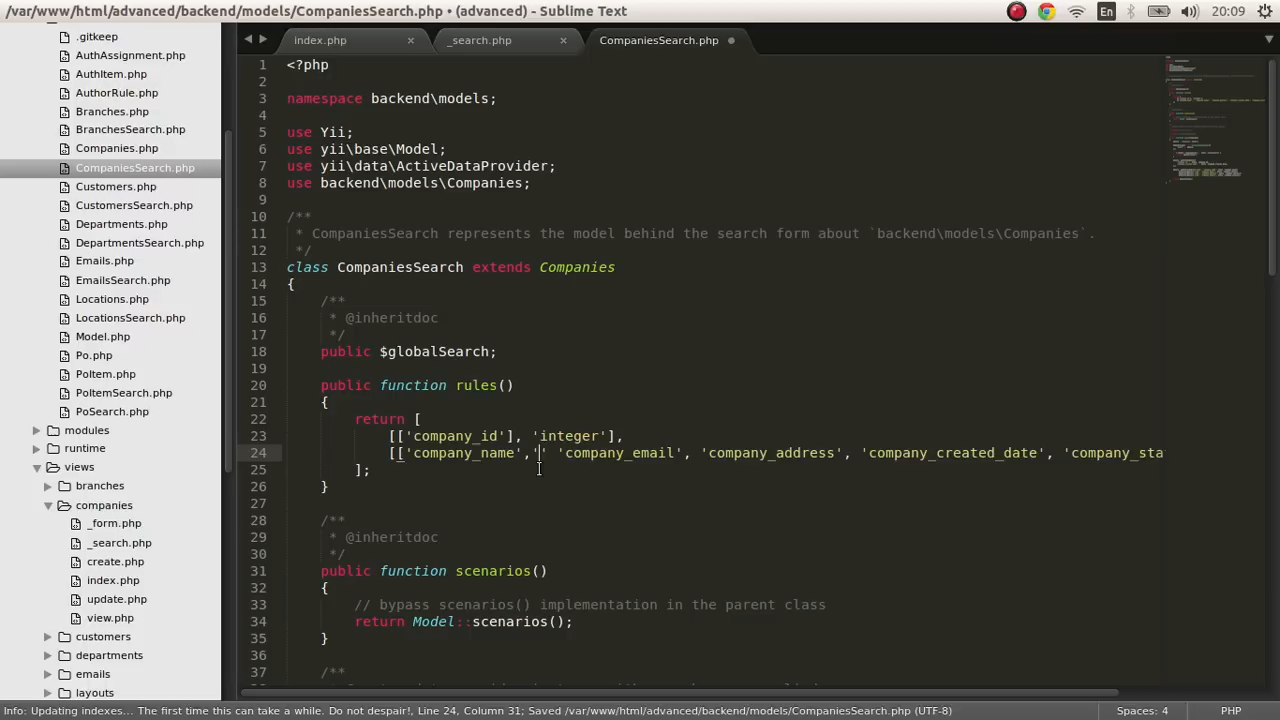 /var/www/html/advanced/backend/models/CompaniesSearch.php • (advanced) - Sublime Text
En
20:09
.gitkeep
AuthAssignment.php
AuthItem.php
AuthorRule.php
Branches.php
BranchesSearch.php
Companies.php
CompaniesSearch.php
Customers.php
CustomersSearch.php
Departments.php
DepartmentsSearch.php
Emails.php
EmailsSearch.php
Locations.php
LocationsSearch.php
Model.php
Po.php
PoItem.php
PoItemSearch.php
PoSearch.php
modules
runtime
views
branches
companies
_form.php
_search.php
create.php
index.php
update.php
view.php
customers
departments
emails
layouts
index.php
_search.php
CompaniesSearch.php
1 <?php
2
3 namespace backend\models;
4
5 use Yii;
6 use yii\base\Model;
7 use yii\data\ActiveDataProvider;
8 use backend\models\Companies;
9
10 /**
11  * CompaniesSearch represents the model behind the search form about `backend\models\Companies`.
12  */
13 class CompaniesSearch extends Companies
14 {
15     /**
16      * @inheritdoc
17      */
18     public $globalSearch;
19
20     public function rules()
21     {
22         return [
23             [['company_id'], 'integer'],
24             [['company_name','' 'company_email', 'company_address', 'company_created_date', 'company_sta
25         ];
26     }
27
28     /**
29      * @inheritdoc
30      */
31     public function scenarios()
32     {
33         // bypass scenarios() implementation in the parent class
34         return Model::scenarios();
35     }
36
37     /**
Info: Updating indexes... The first time this can take a while. Do not despair!, Line 24, Column 31; Saved /var/www/html/advanced/backend/models/CompaniesSearch.php (UTF-8)
Spaces: 4
PHP